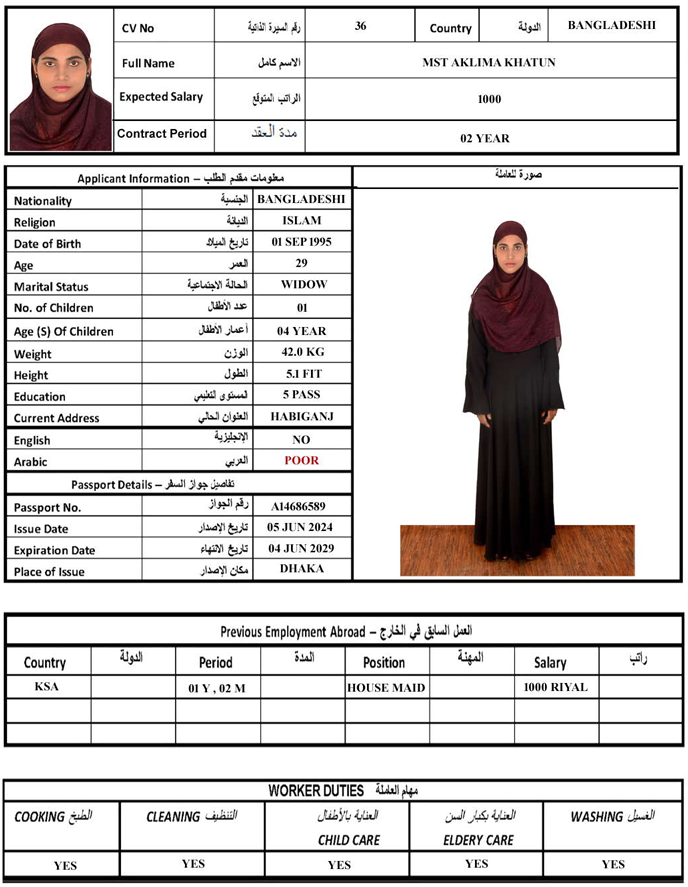 CV No رقم السيرة الذاتية 36 Country الدولة BANGLADESHI
Full Name الاسم كامل MST AKLIMA KHATUN
Expected Salary الراتب المتوقع 1000
Contract Period مدة العقد 02 YEAR
Applicant Information – معلومات مقدم الطلب
صورة للعاملة
Nationality الجنسية BANGLADESHI
Religion الديانة ISLAM
Date of Birth تاريخ الميلاد 01 SEP 1995
Age العمر 29
Marital Status الحالة الاجتماعية WIDOW
No. of Children عدد الأطفال 01
Age (S) Of Children أعمار الأطفال 04 YEAR
Weight الوزن 42.0 KG
Height الطول 5.1 FIT
Education المستوى التعليمي 5 PASS
Current Address العنوان الحالي HABIGANJ
English الإنجليزية NO
Arabic العربي POOR
Passport Details – تفاصيل جواز السفر
Passport No. رقم الجواز A14686589
Issue Date تاريخ الإصدار 05 JUN 2024
Expiration Date تاريخ الانتهاء 04 JUN 2029
Place of Issue مكان الإصدار DHAKA
Previous Employment Abroad – العمل السابق في الخارج
Country الدولة Period المدة Position المهنة Salary راتب
KSA 01 Y , 02 M HOUSE MAID 1000 RIYAL
WORKER DUTIES مهام العاملة
COOKING الطبخ CLEANING التنظيف العناية بالأطفال العناية بكبار السن WASHING الغسيل
CHILD CARE ELDERY CARE
YES YES YES YES YES